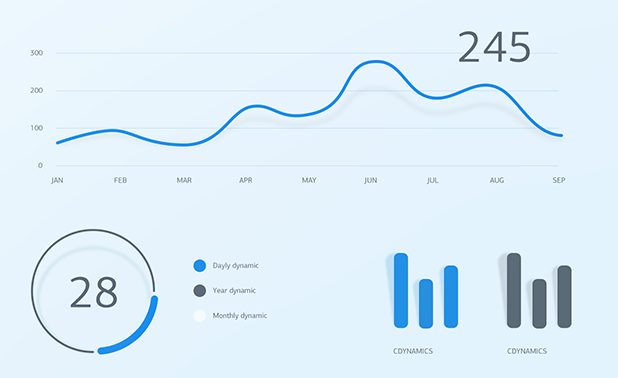 245
300
200
100
0
JAN FEB MAR APR MAY JUN JUL AUG SEP
28
Dayly dynamic
Year dynamic
Monthly dynamic
CDYNAMICS CDYNAMICS